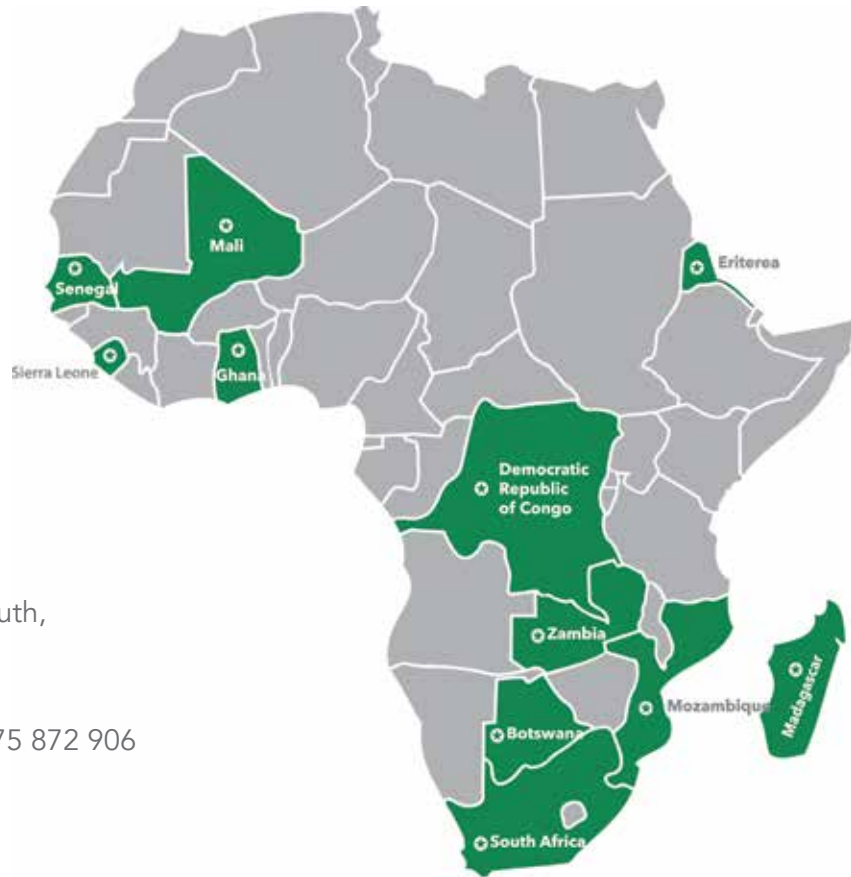 Mali
Eriterea
Senegal
Sierra Leone
Ghana
Democratic
Republic
of Congo
uth,
Zambia
Madagascar
Mozambique
75 872 906
Botswana
South Africa